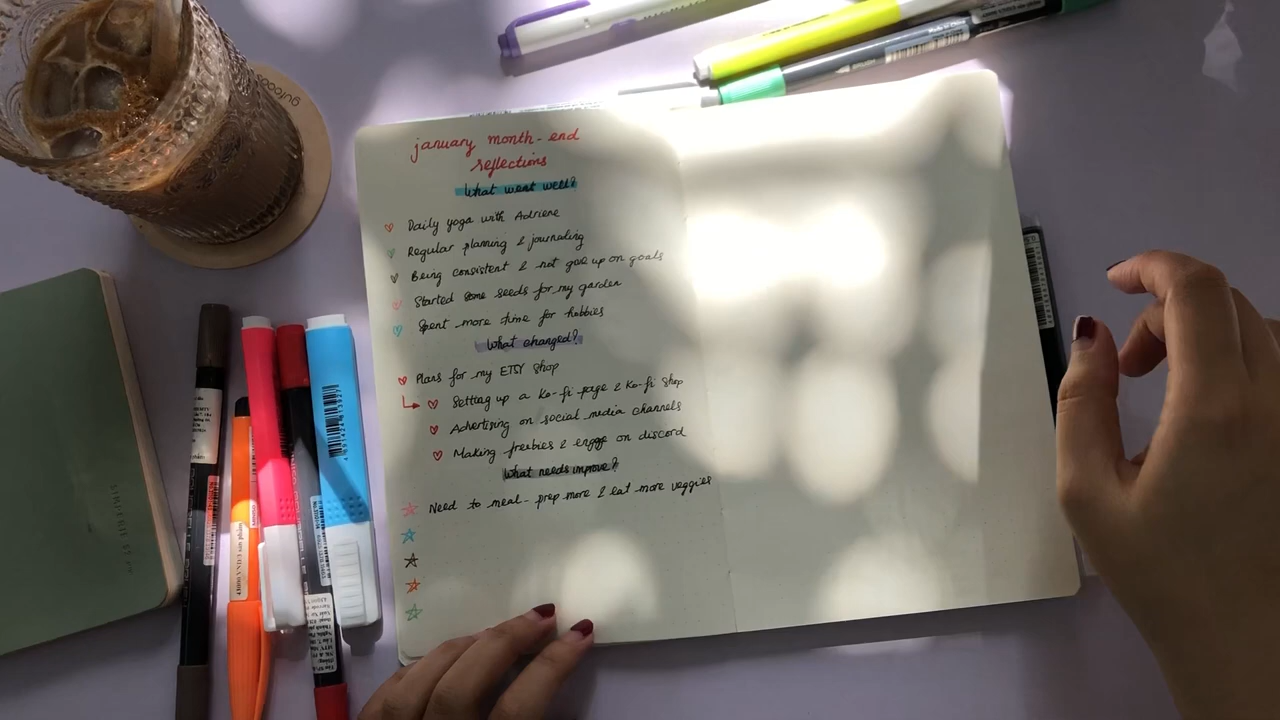 january month-end
reflections
What went well?
Daily yoga with Adriene
Regular planning & journaling
Being consistent & not give up on goals
Started some seeds for my garden
Spent more time for hobbies
What changed?
Plans for my ETSY shop
Setting up a Ko-fi page & Ko-fi shop
Advertising on social media channels
Making freebies & engage on discord
What needs improve?
Need to meal-prep more & eat more veggies